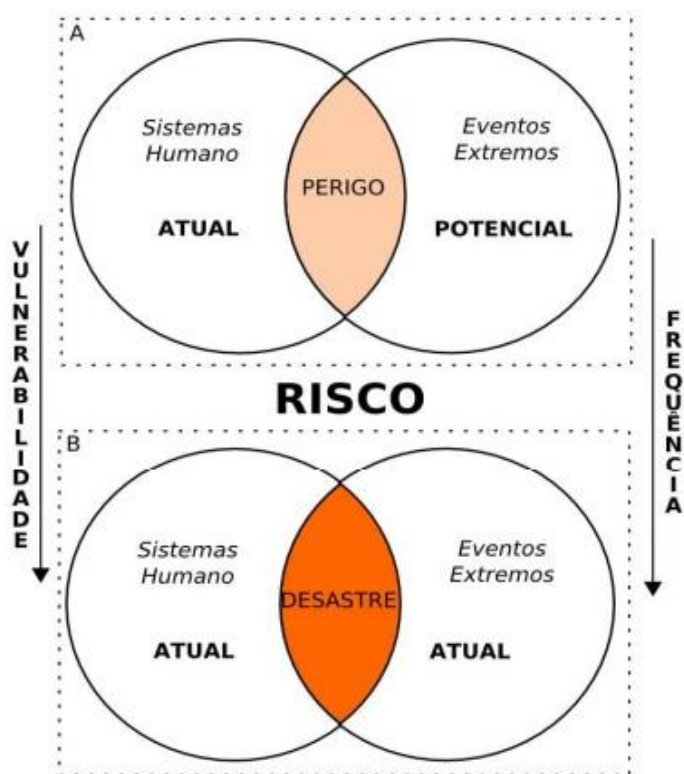 A
Sistemas
Humano
ATUAL
PERIGO
Eventos
Extremos
POTENCIAL
VULNERABILIDADE
FREQUÊNCIA
RISCO
B
Sistemas
Humano
ATUAL
DESASTRE
Eventos
Extremos
ATUAL